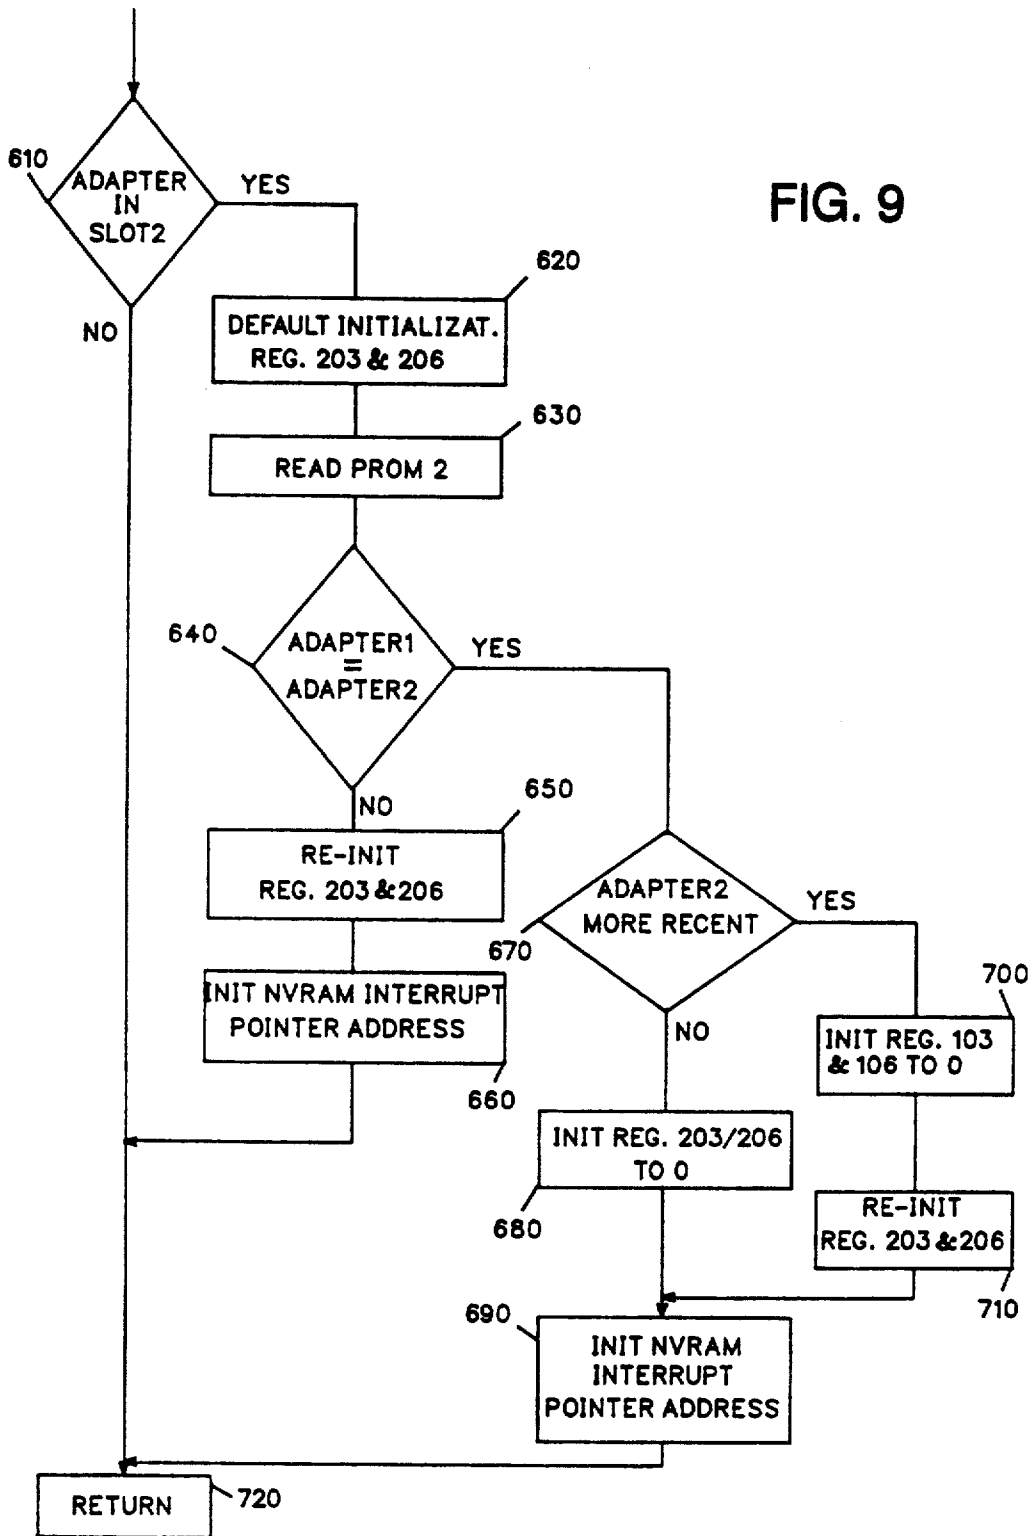 FIG. 9
610
ADAPTER
IN
SLOT2
YES
NO
620
DEFAULT INITIALIZAT.
REG. 203 & 206
630
READ PROM 2
640
ADAPTER1
=
ADAPTER2
YES
NO
650
RE-INIT
REG. 203 & 206
INIT NVRAM INTERRUPT
POINTER ADDRESS
660
670
ADAPTER2
MORE RECENT
YES
NO
700
INIT REG. 103
& 106 TO 0
INIT REG. 203/206
TO 0
680
RE-INIT
REG. 203 & 206
710
690
INIT NVRAM
INTERRUPT
POINTER ADDRESS
RETURN
720